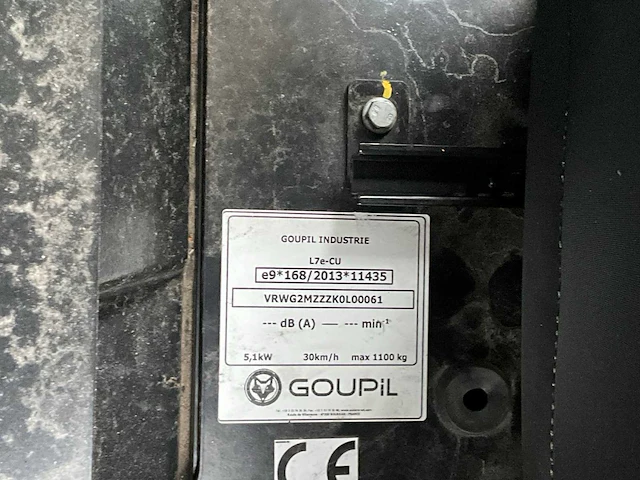 GOUPIL INDUSTRIE
L7e-CU
e9*168/2013*11435
VRWG2MZZZK0L00061
--- dB (A) — --- min⁻¹
5,1kW 30km/h max 1100 kg
GOUPIL
CE